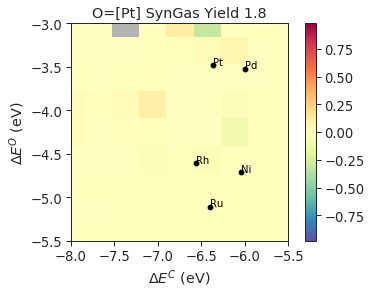 O=[Pt] SynGas Yield 1.8
−3.0
−3.5
−4.0
−4.5
−5.0
−5.5
ΔE^O (eV)
Pt
Pd
Rh
Ni
Ru
0.75
0.50
0.25
0.00
−0.25
−0.50
−0.75
−8.0 −7.5 −7.0 −6.5 −6.0 −5.5
ΔE^C (eV)